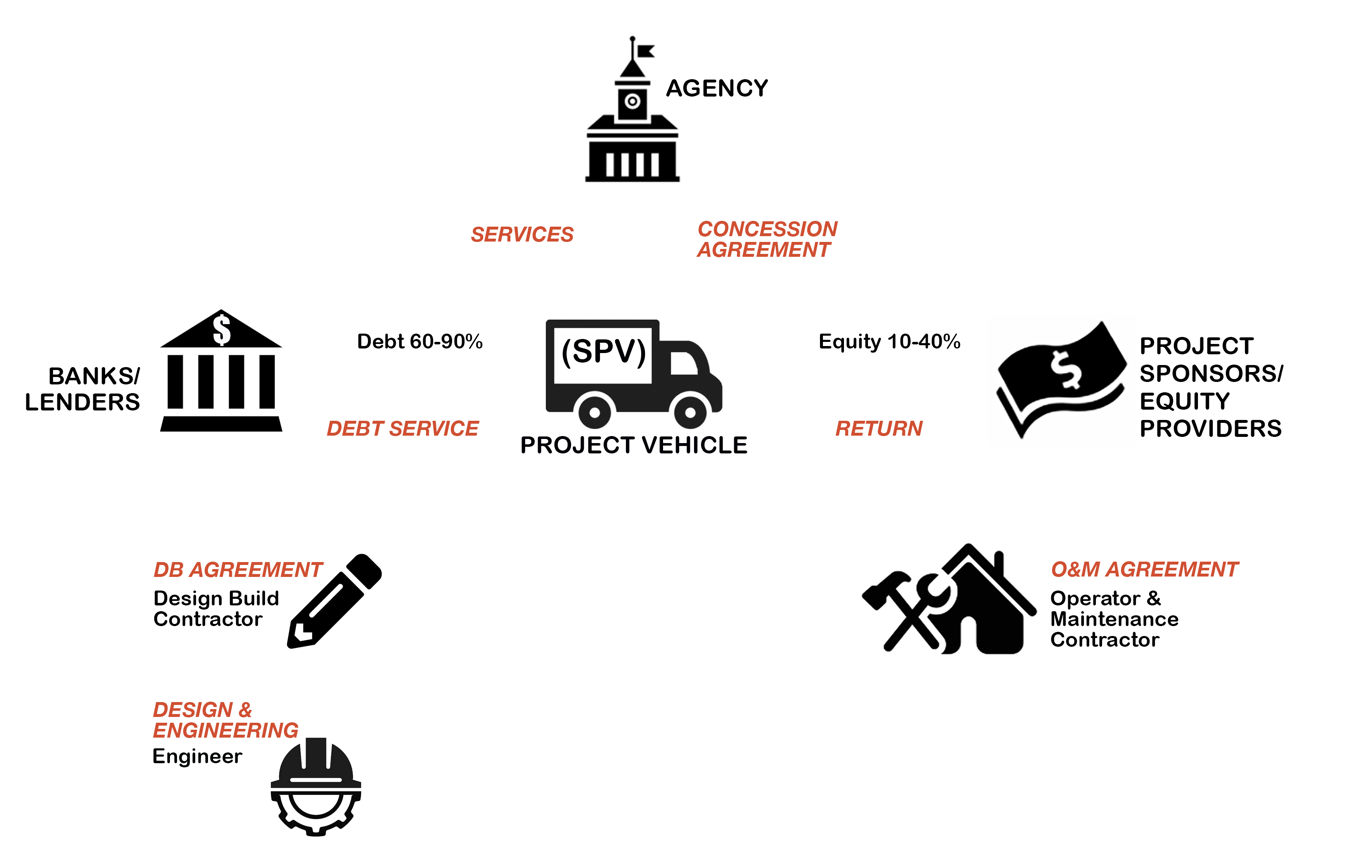 AGENCY
SERVICES
CONCESSION
AGREEMENT
$
BANKS/
LENDERS
Debt 60-90%
DEBT SERVICE
(SPV)
PROJECT VEHICLE
Equity 10-40%
RETURN
$
PROJECT
SPONSORS/
EQUITY
PROVIDERS
DB AGREEMENT
Design Build
Contractor
O&M AGREEMENT
Operator &
Maintenance
Contractor
DESIGN &
ENGINEERING
Engineer